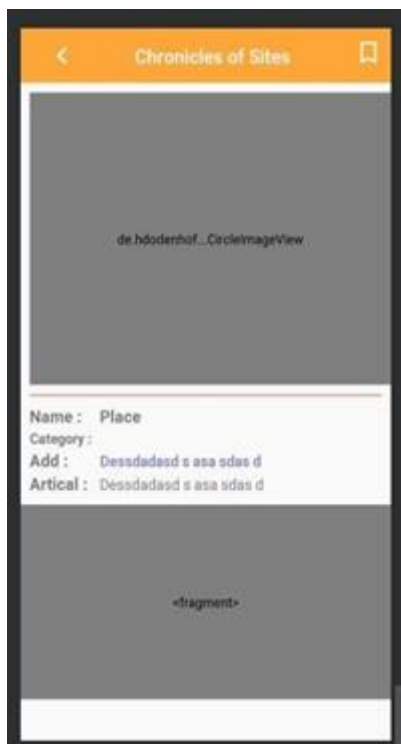 Chronicles of Sites
de.hdodenhof...CircleImageView
Name : Place
Category :
Add : Dessdadasd s asa sdas d
Artical : Dessdadasd s asa sdas d
<fragment>